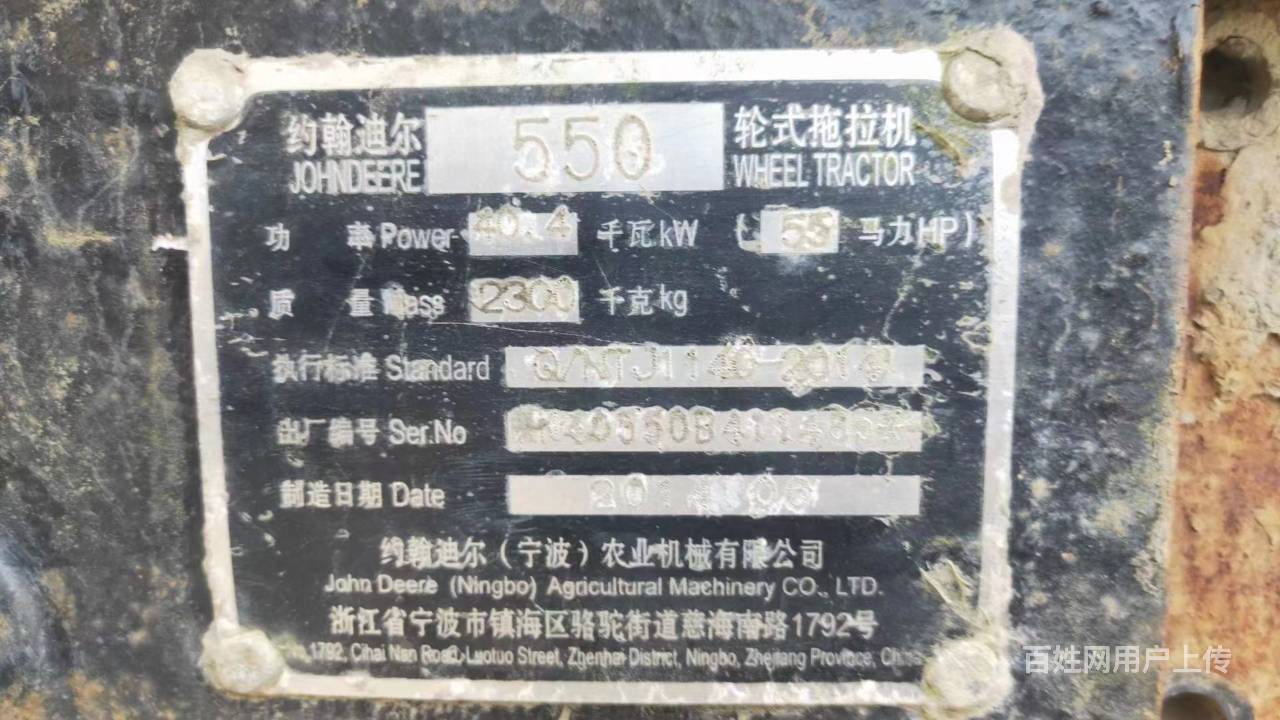 约翰迪尔 550 轮式拖拉机
JOHNDEERE WHEEL TRACTOR
功 率 Power 40.4 千瓦 kW ( 55 马力 HP )
质 量 Mass 2300 千克 kg
执行标准 Standard
出厂编号 Ser.No
制造日期 Date
约翰迪尔（宁波）农业机械有限公司
John Deere (Ningbo) Agricultural Machinery CO., LTD.
浙江省宁波市镇海区骆驼街道慈海南路1792号
1792, Cihai Nan Road, Luotuo Street, Zhenhai District, Ningbo, Zhejiang Province, China
百姓网用户上传